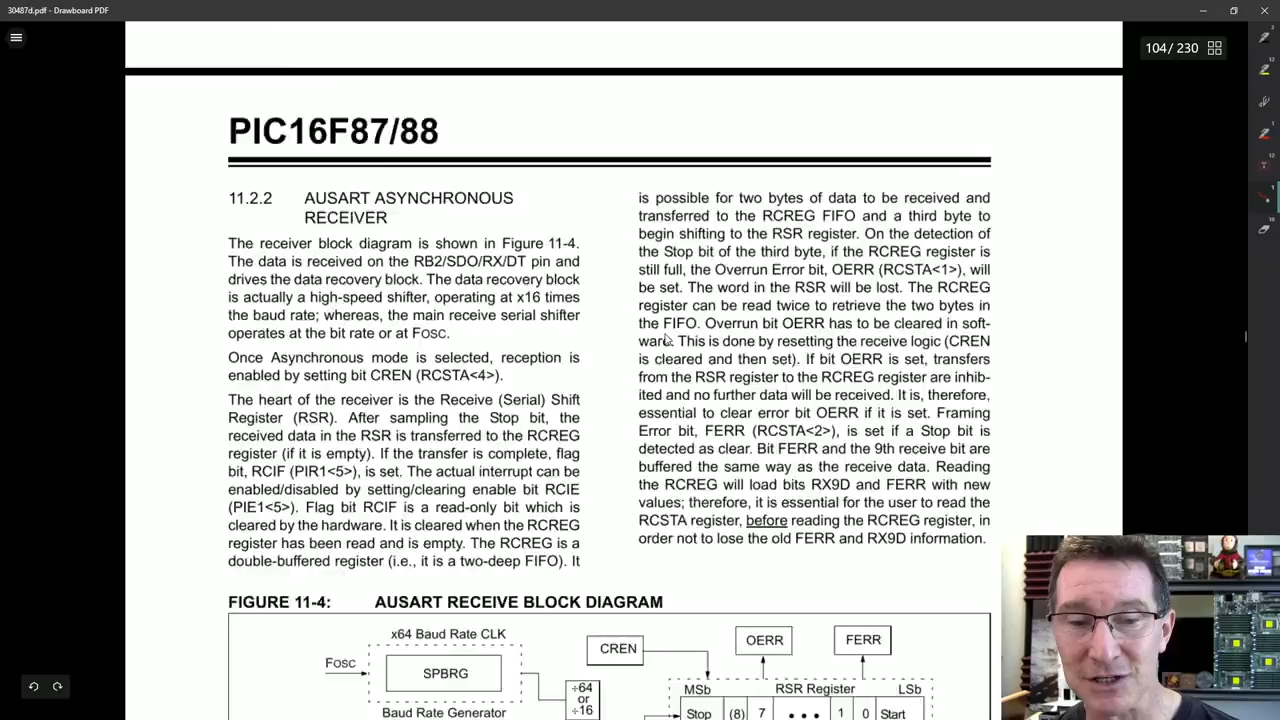 30487d.pdf - Drawboard PDF
104 / 230
PIC16F87/88
11.2.2 AUSART ASYNCHRONOUS
RECEIVER
The receiver block diagram is shown in Figure 11-4.
The data is received on the RB2/SDO/RX/DT pin and
drives the data recovery block. The data recovery block
is actually a high-speed shifter, operating at x16 times
the baud rate; whereas, the main receive serial shifter
operates at the bit rate or at FOSC.
Once Asynchronous mode is selected, reception is
enabled by setting bit CREN (RCSTA<4>).
The heart of the receiver is the Receive (Serial) Shift
Register (RSR). After sampling the Stop bit, the
received data in the RSR is transferred to the RCREG
register (if it is empty). If the transfer is complete, flag
bit, RCIF (PIR1<5>), is set. The actual interrupt can be
enabled/disabled by setting/clearing enable bit RCIE
(PIE1<5>). Flag bit RCIF is a read-only bit which is
cleared by the hardware. It is cleared when the RCREG
register has been read and is empty. The RCREG is a
double-buffered register (i.e., it is a two-deep FIFO). It
is possible for two bytes of data to be received and
transferred to the RCREG FIFO and a third byte to
begin shifting to the RSR register. On the detection of
the Stop bit of the third byte, if the RCREG register is
still full, the Overrun Error bit, OERR (RCSTA<1>), will
be set. The word in the RSR will be lost. The RCREG
register can be read twice to retrieve the two bytes in
the FIFO. Overrun bit OERR has to be cleared in soft-
ware. This is done by resetting the receive logic (CREN
is cleared and then set). If bit OERR is set, transfers
from the RSR register to the RCREG register are inhib-
ited and no further data will be received. It is, therefore,
essential to clear error bit OERR if it is set. Framing
Error bit, FERR (RCSTA<2>), is set if a Stop bit is
detected as clear. Bit FERR and the 9th receive bit are
buffered the same way as the receive data. Reading
the RCREG will load bits RX9D and FERR with new
values; therefore, it is essential for the user to read the
RCSTA register, before reading the RCREG register, in
order not to lose the old FERR and RX9D information.
FIGURE 11-4: AUSART RECEIVE BLOCK DIAGRAM
x64 Baud Rate CLK
FOSC
SPBRG
Baud Rate Generator
÷64
or
÷16
CREN
OERR
FERR
MSb
RSR Register
LSb
Stop (8) 7 • • • 1 0 Start